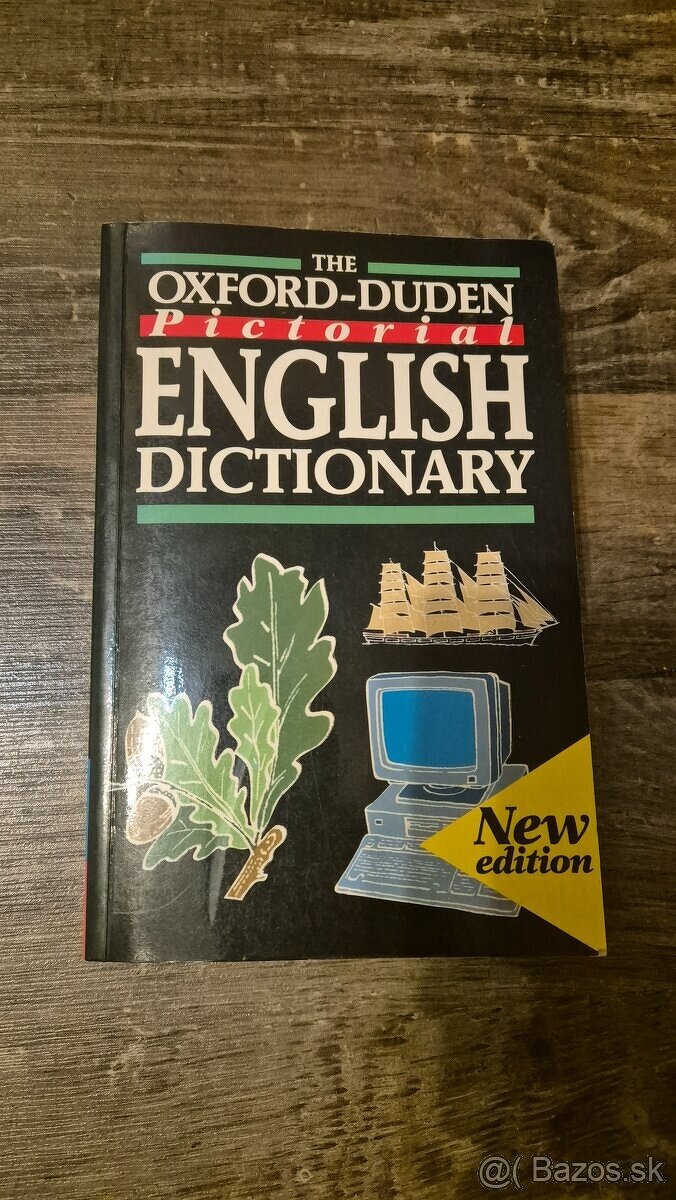 THE
OXFORD-DUDEN
Pictorial
ENGLISH
DICTIONARY
New
edition
@( Bazos.sk